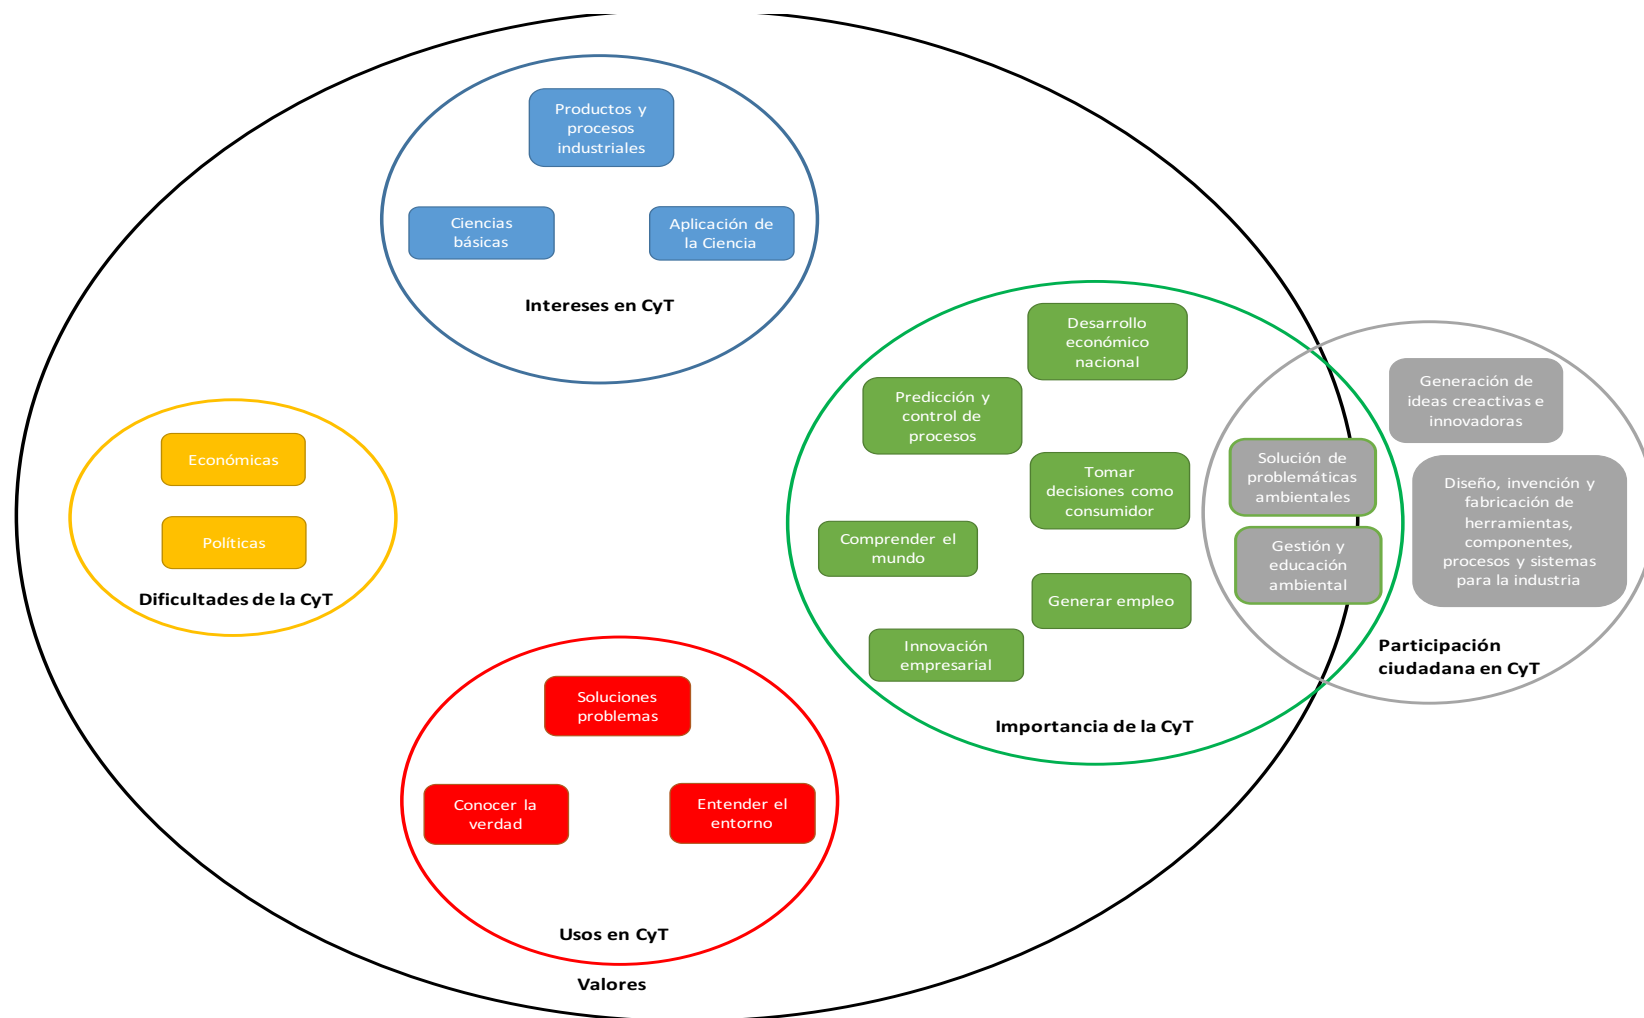 Productos y
procesos
industriales
Ciencias
básicas
Aplicación de
la Ciencia
Intereses en CyT
Económicas
Políticas
Dificultades de la CyT
Desarrollo
económico
nacional
Predicción y
control de
procesos
Tomar
decisiones como
consumidor
Comprender el
mundo
Generar empleo
Innovación
empresarial
Importancia de la CyT
Solución de
problemáticas
ambientales
Gestión y
educación
ambiental
Generación de
ideas creactivas e
innovadoras
Diseño, invención y
fabricación de
herramientas,
componentes,
procesos y sistemas
para la industria
Participación
ciudadana en CyT
Soluciones
problemas
Conocer la
verdad
Entender el
entorno
Usos en CyT
Valores